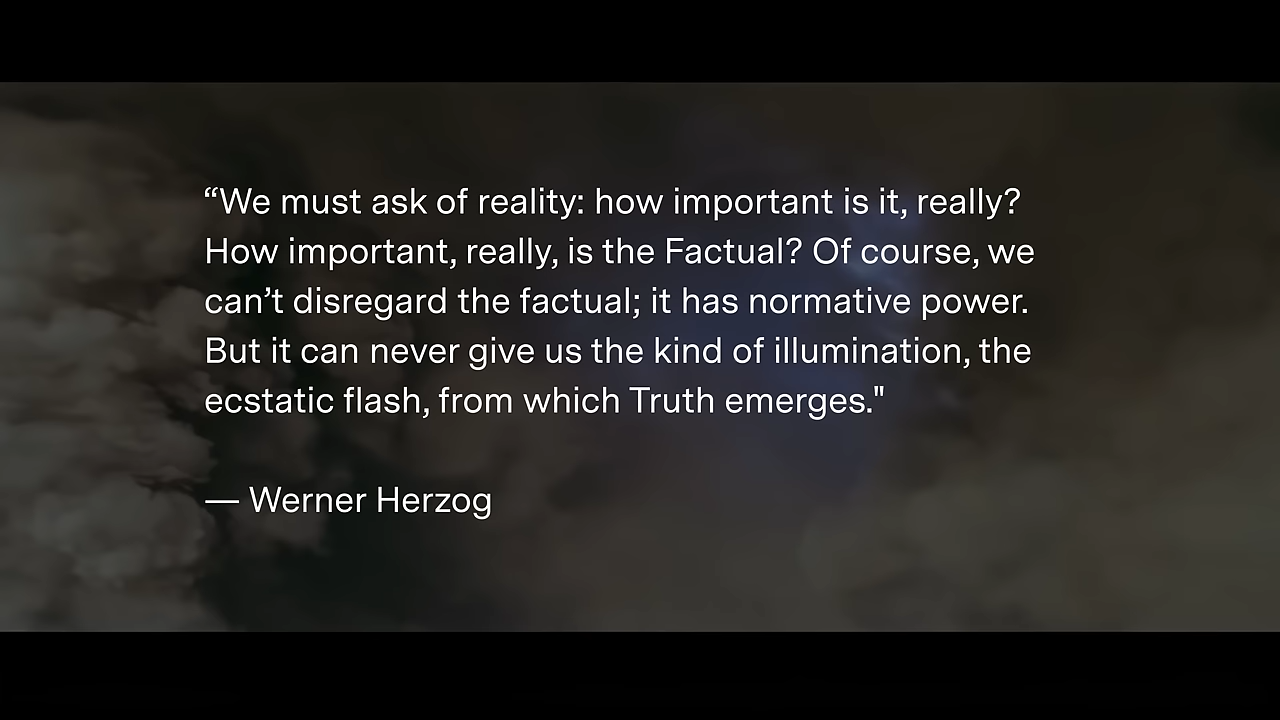 “We must ask of reality: how important is it, really?
How important, really, is the Factual? Of course, we
can’t disregard the factual; it has normative power.
But it can never give us the kind of illumination, the
ecstatic flash, from which Truth emerges."
— Werner Herzog